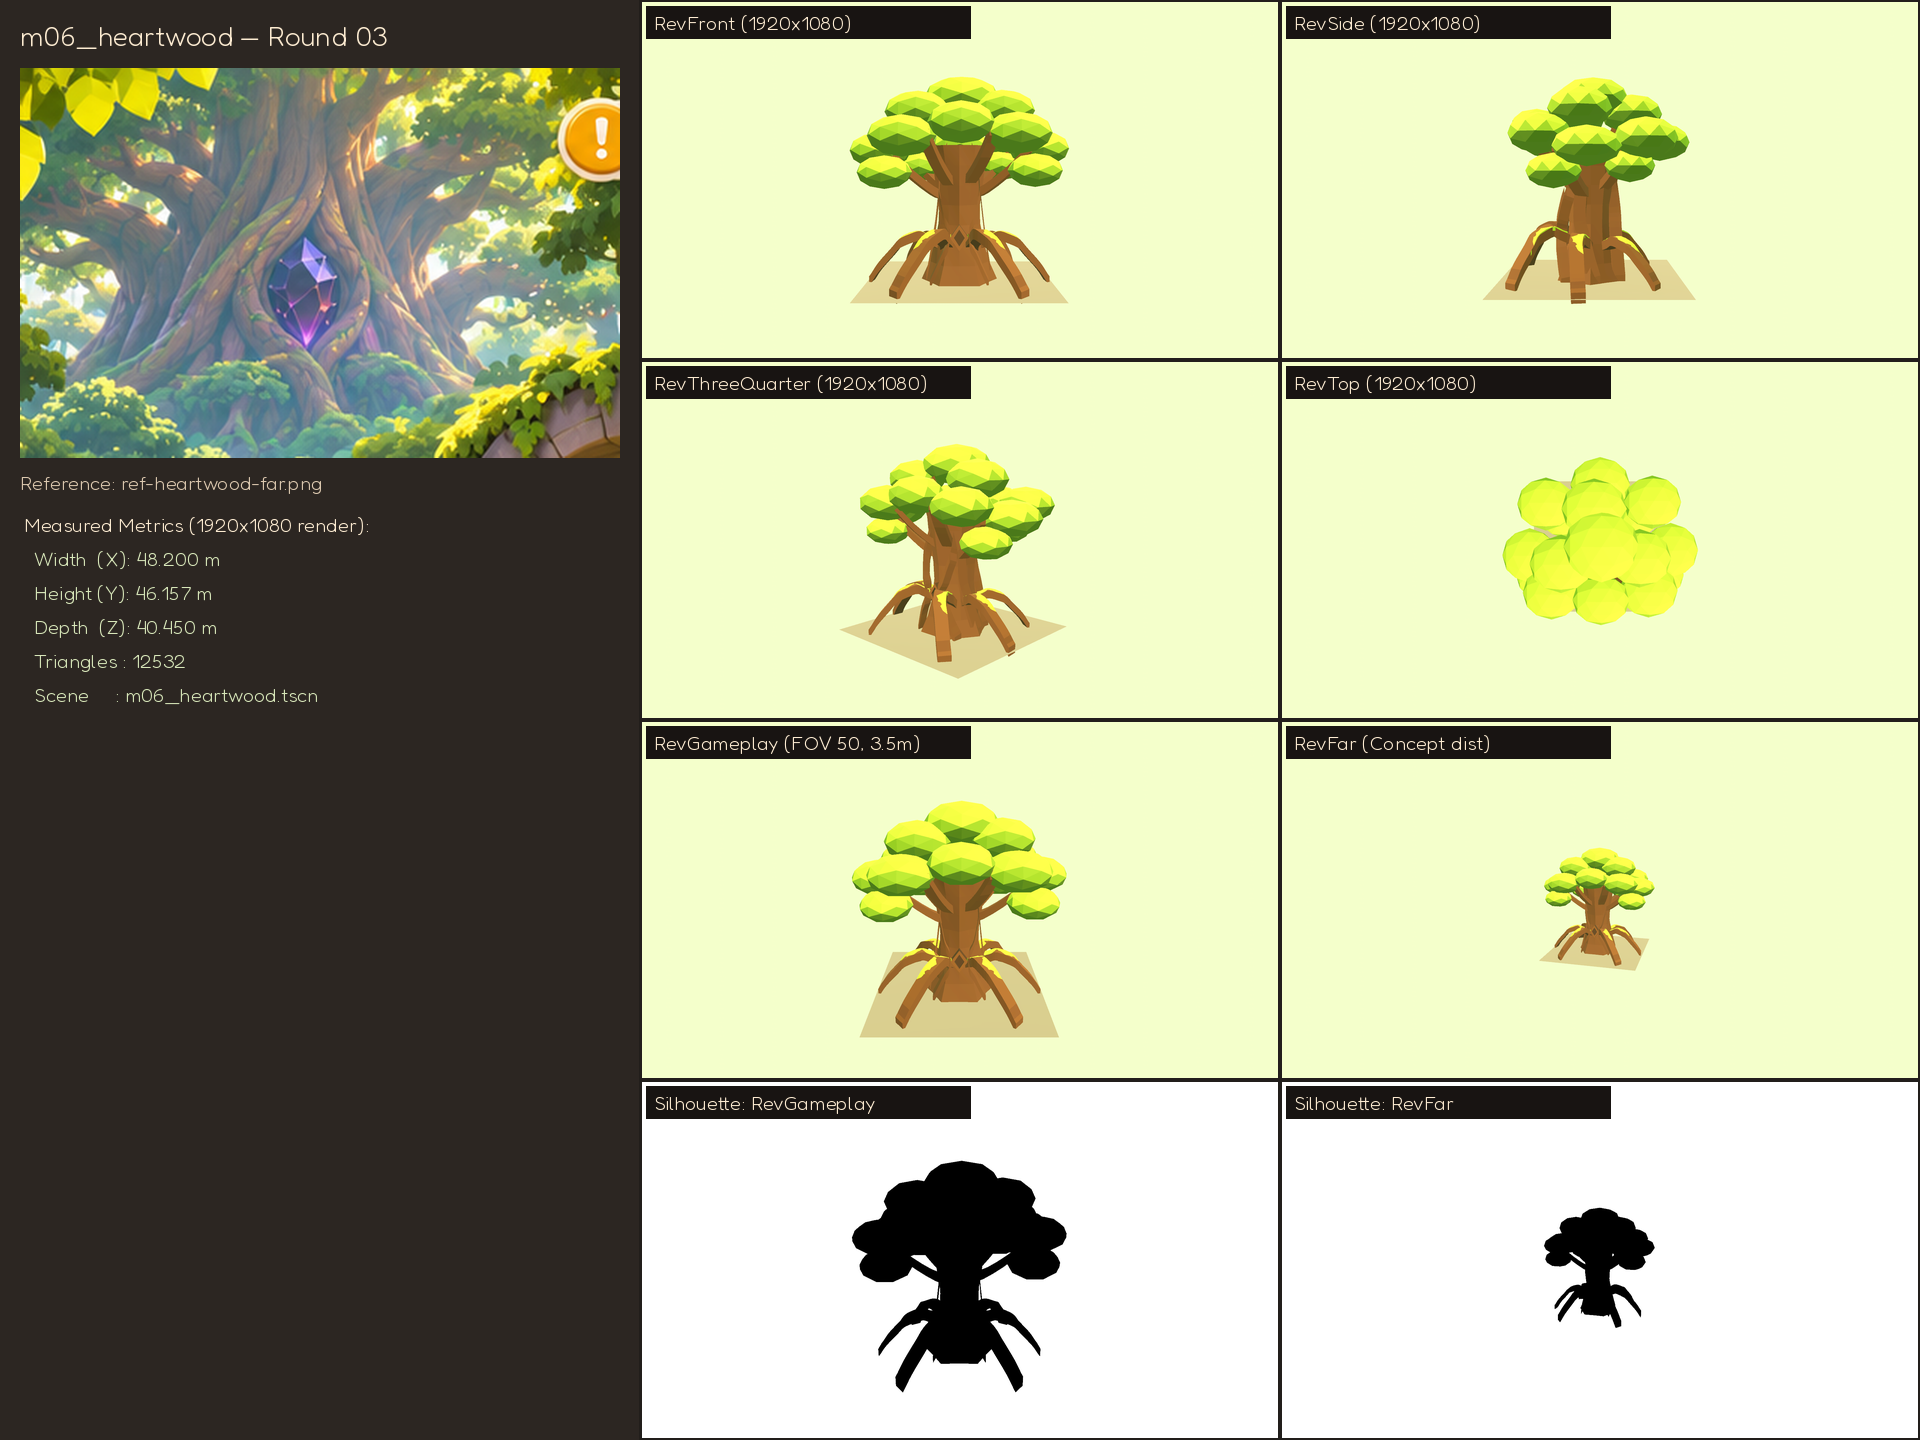 m06_heartwood — Round 03
!
Reference: ref-heartwood-far.png
Measured Metrics (1920x1080 render):
Width (X): 48.200 m
Height (Y): 46.157 m
Depth (Z): 40.450 m
Triangles : 12532
Scene : m06_heartwood.tscn
RevFront (1920x1080)
RevSide (1920x1080)
RevThreeQuarter (1920x1080)
RevTop (1920x1080)
RevGameplay (FOV 50, 3.5m)
RevFar (Concept dist)
Silhouette: RevGameplay
Silhouette: RevFar